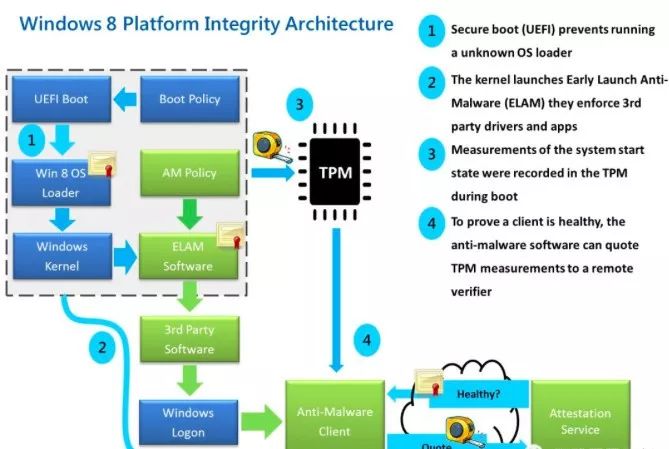 Windows 8 Platform Integrity Architecture
UEFI Boot
Boot Policy
1
Win 8 OS
Loader
AM Policy
Windows
Kernel
ELAM
Software
3
TPM
2
3rd Party
Software
4
Windows
Logon
Anti-Malware
Client
Healthy?
Quote
Attestation
Service
1
Secure boot (UEFI) prevents running
a unknown OS loader
2
The kernel launches Early Launch Anti-
Malware (ELAM) they enforce 3rd
party drivers and apps
3
Measurements of the system start
state were recorded in the TPM
during boot
4
To prove a client is healthy, the
anti-malware software can quote
TPM measurements to a remote
verifier